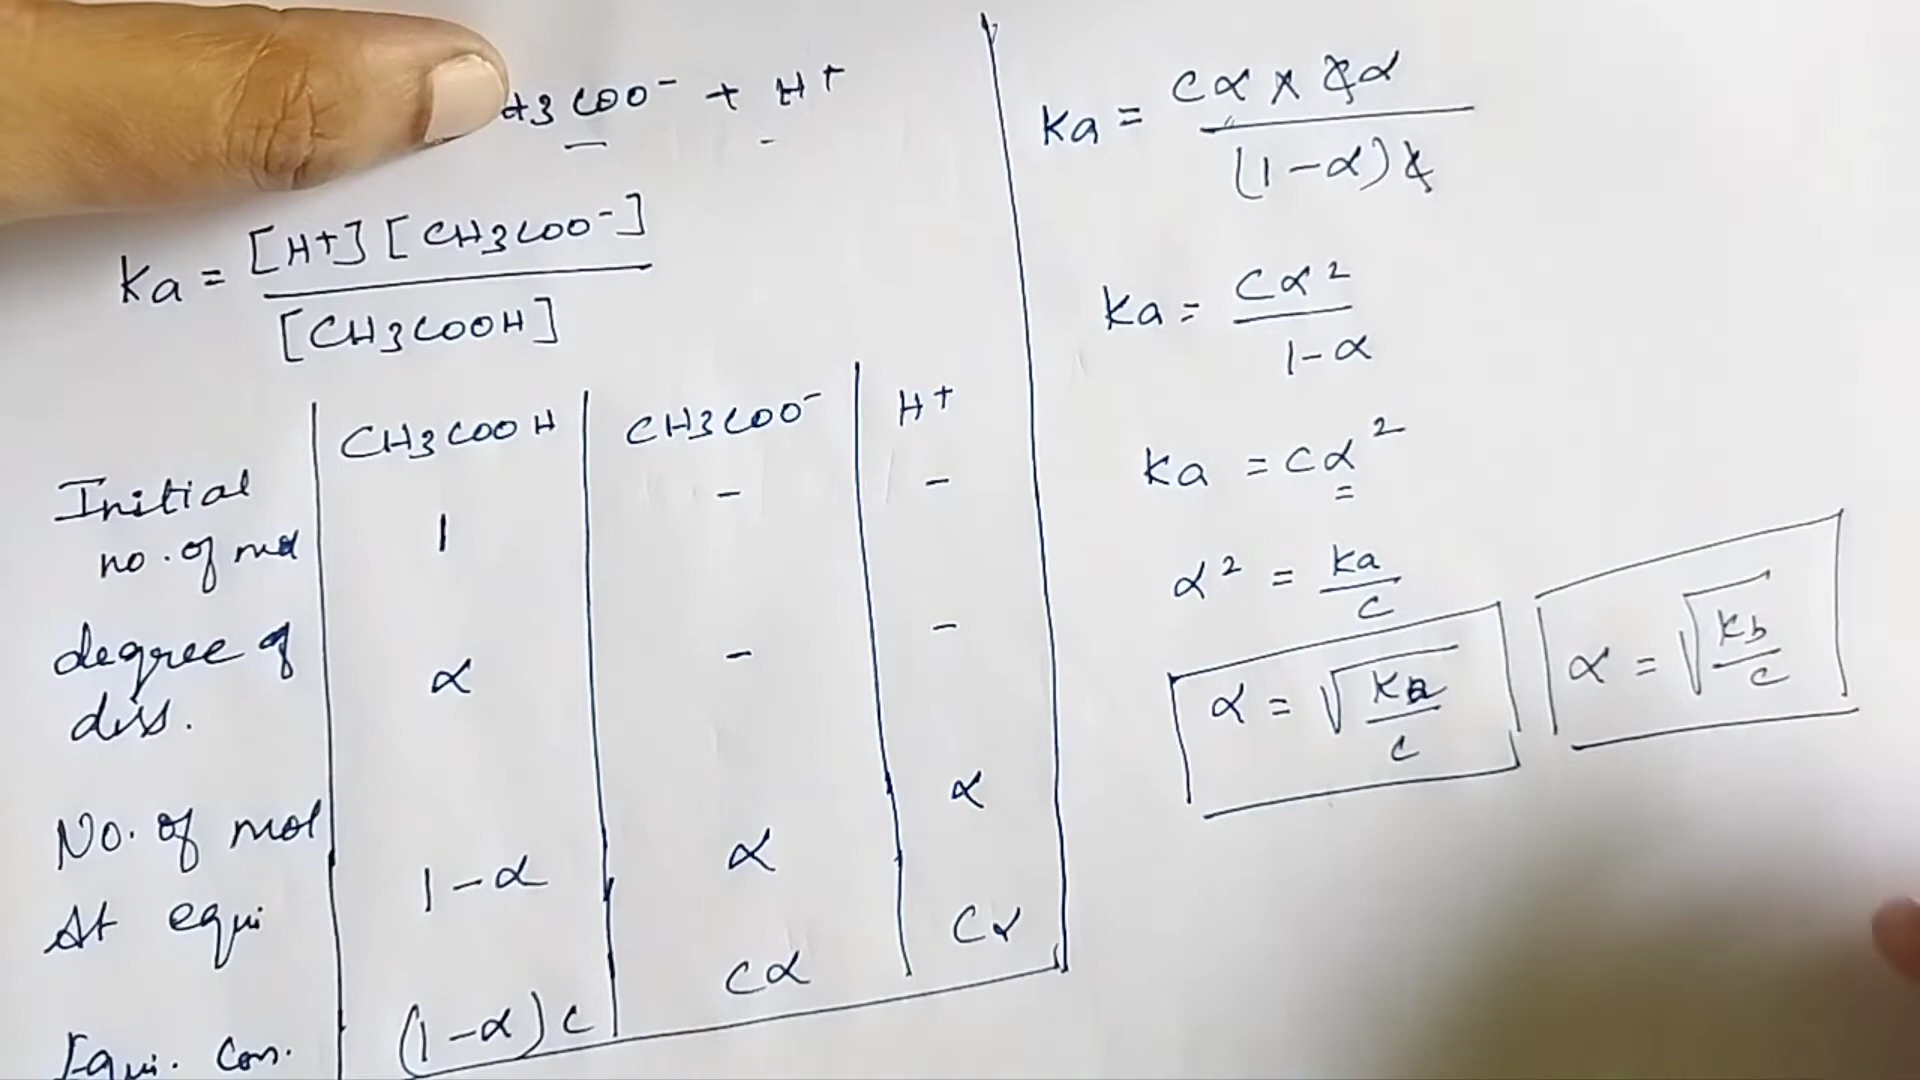 H3COO⁻ + H⁺
Ka = [H+] [CH3COO⁻] / [CH3COOH]
CH3COOH | CH3COO⁻ | H⁺
Initial no. of mol | 1 | - | -
degree of diss. | α | - | -
No. of mol At equi | 1-α | α | α
Equi. Con. | (1-α)C | Cα | Cα
Ka = Cα × Cα / (1-α)C
Ka = Cα² / 1-α
Ka = Cα²
α² = Ka / C
α = √Ka / C
α = √Kb / C